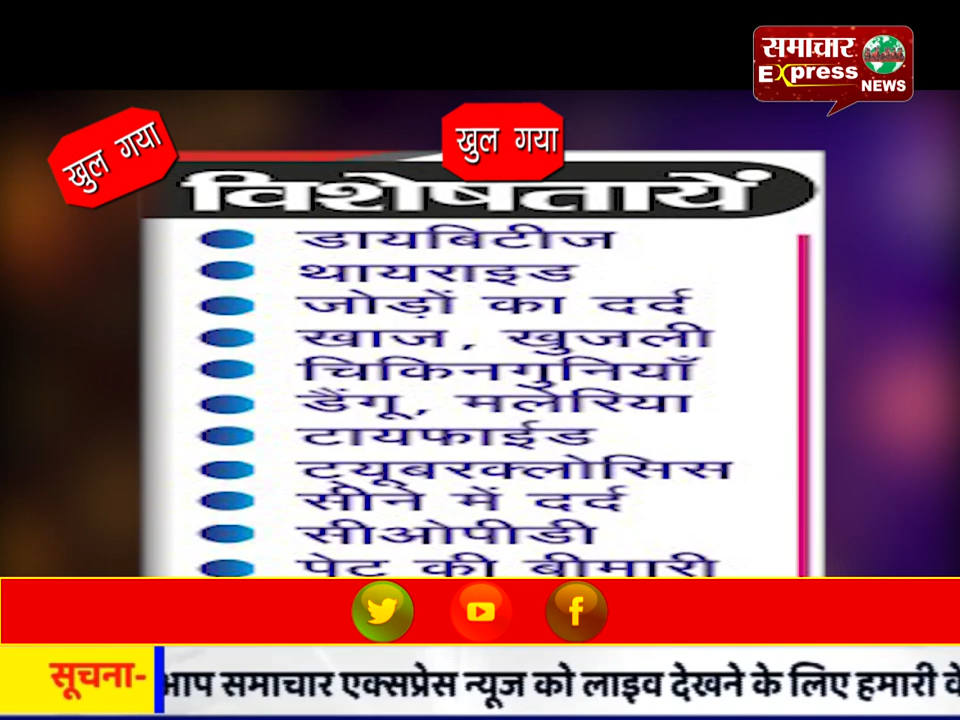 समाचार
Express
NEWS
खुल गया
खुल गया
विशेषतायें
डायबिटीज
थायराइड
जोड़ों का दर्द
खाज, खुजली
चिकिनगुनियाँ
डैंगू, मलेरिया
टायफाईड
ट्यूबरक्लोसिस
सीने में दर्द
सीओपीडी
पेट की बीमारी
सूचना- आप समाचार एक्सप्रेस न्यूज को लाइव देखने के लिए हमारी वे